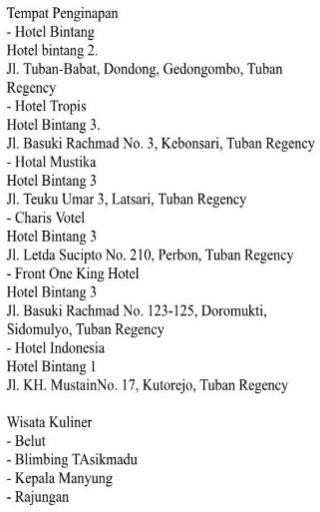 Tempat Penginapan
- Hotel Bintang
Hotel bintang 2.
Jl. Tuban-Babat, Dondong, Gedongombo, Tuban
Regency
- Hotel Tropis
Hotel Bintang 3.
Jl. Basuki Rachmad No. 3, Kebonsari, Tuban Regency
- Hotal Mustika
Hotel Bintang 3
Jl. Teuku Umar 3, Latsari, Tuban Regency
- Charis Votel
Hotel Bintang 3
Jl. Letda Sucipto No. 210, Perbon, Tuban Regency
- Front One King Hotel
Hotel Bintang 3
Jl. Basuki Rachmad No. 123-125, Doromukti,
Sidomulyo, Tuban Regency
- Hotel Indonesia
Hotel Bintang 1
Jl. KH. MustainNo. 17, Kutorejo, Tuban Regency
Wisata Kuliner
- Belut
- Blimbing TAsikmadu
- Kepala Manyung
- Rajungan